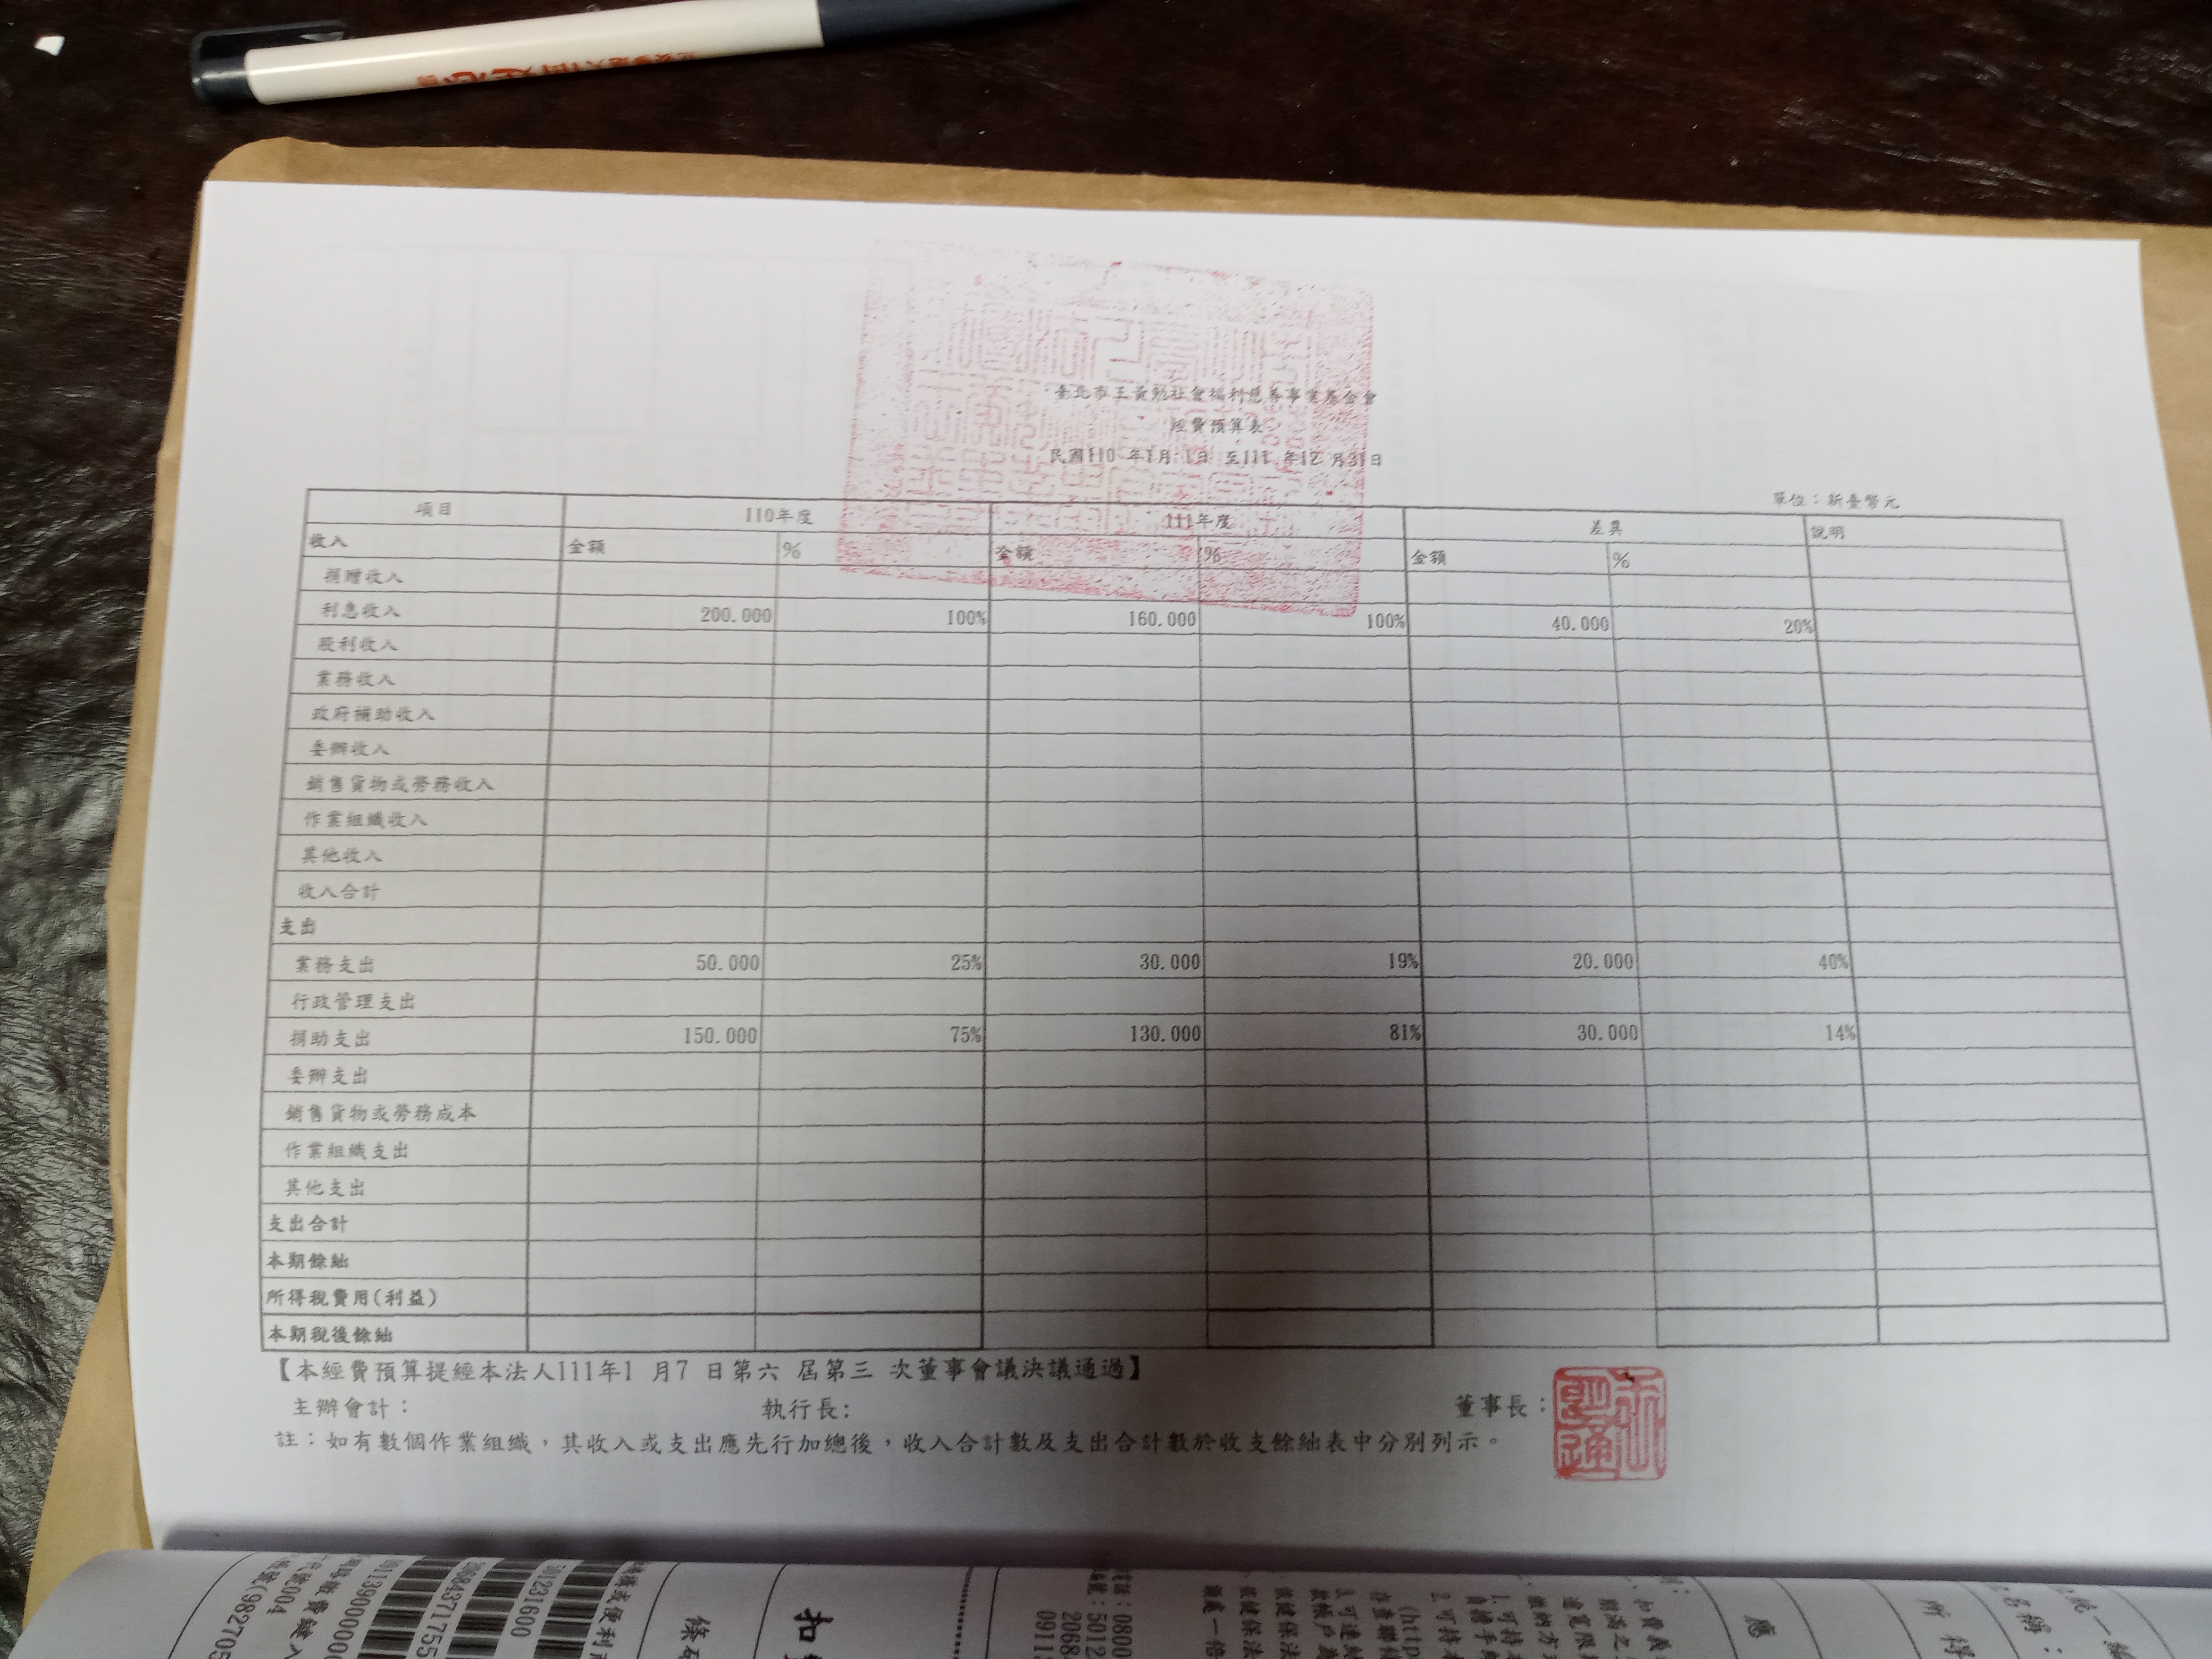 臺北市王黃勉社會福利慈善事業基金會
經費預算表
民國110 年1月 1日 至111 年12 月31日
單位：新臺幣元
項目 110年度 111年度 差異 說明
收入 金額 % 金額 % 金額 %
捐贈收入
利息收入 200.000 100% 160.000 100% 40.000 20%
股利收入
業務收入
政府補助收入
委辦收入
銷售貨物或勞務收入
作業組織收入
其他收入
收入合計
支出
業務支出 50.000 25% 30.000 19% 20.000 40%
行政管理支出
捐助支出 150.000 75% 130.000 81% 30.000 14%
委辦支出
銷售貨物或勞務成本
作業組織支出
其他支出
支出合計
本期餘絀
所得稅費用(利益)
本期稅後餘絀
【本經費預算提經本法人111年1 月7 日第六 屆第三 次董事會議決議通過】
主辦會計： 執行長: 董事長：
註：如有數個作業組織，其收入或支出應先行加總後，收入合計數及支出合計數於收支餘絀表中分別列示。